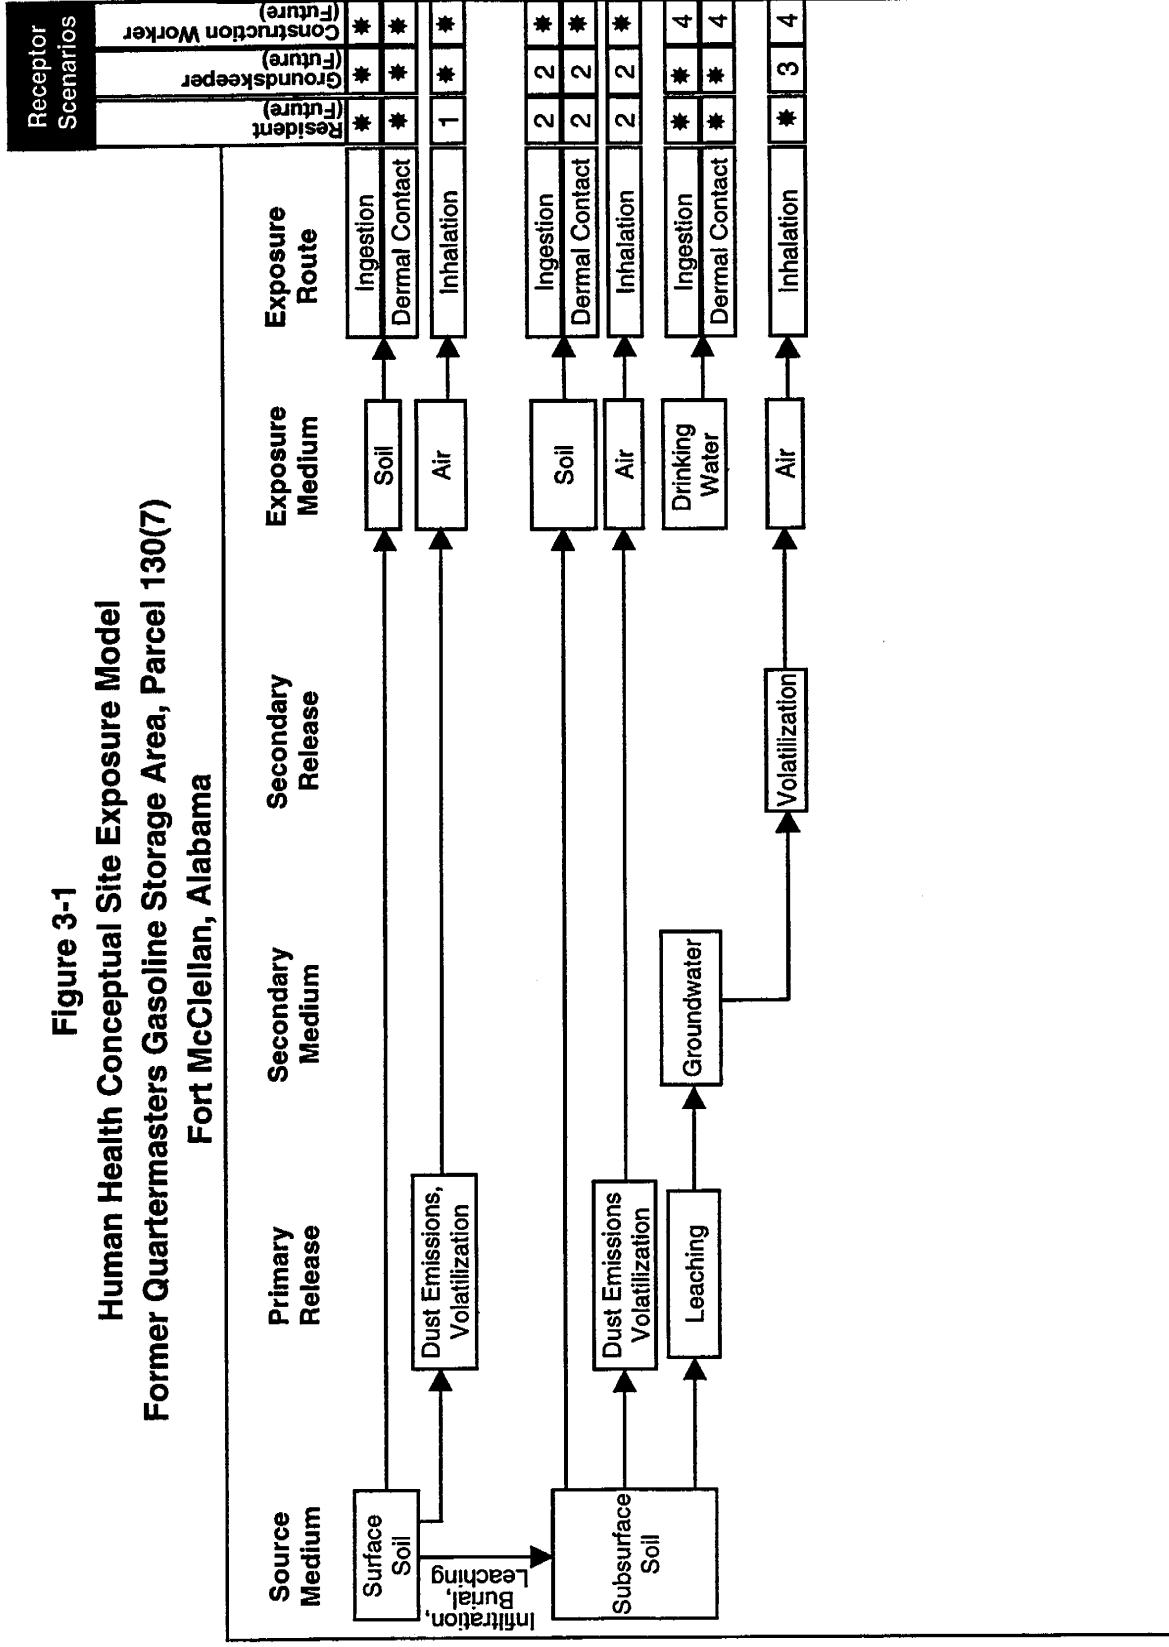 Figure 3-1
Human Health Conceptual Site Exposure Model
Former Quartermasters Gasoline Storage Area, Parcel 130(7)
Fort McClellan, Alabama
Receptor
Scenarios
Source
Medium
Primary
Release
Secondary
Medium
Secondary
Release
Exposure
Medium
Exposure
Route
Resident
(Future)
Groundskeeper
(Future)
Construction Worker
(Future)
Surface
Soil
Soil
Ingestion
* * *
Dermal Contact
* * *
Dust Emissions,
Volatilization
Air
Inhalation
1 * *
Infiltration,
Burial,
Leaching
Subsurface
Soil
Soil
Ingestion
2 2 *
Dermal Contact
2 2 *
Dust Emissions
Volatilization
Air
Inhalation
2 2 *
Leaching
Groundwater
Drinking
Water
Ingestion
* * 4
Dermal Contact
* * 4
Volatilization
Air
Inhalation
* 3 4